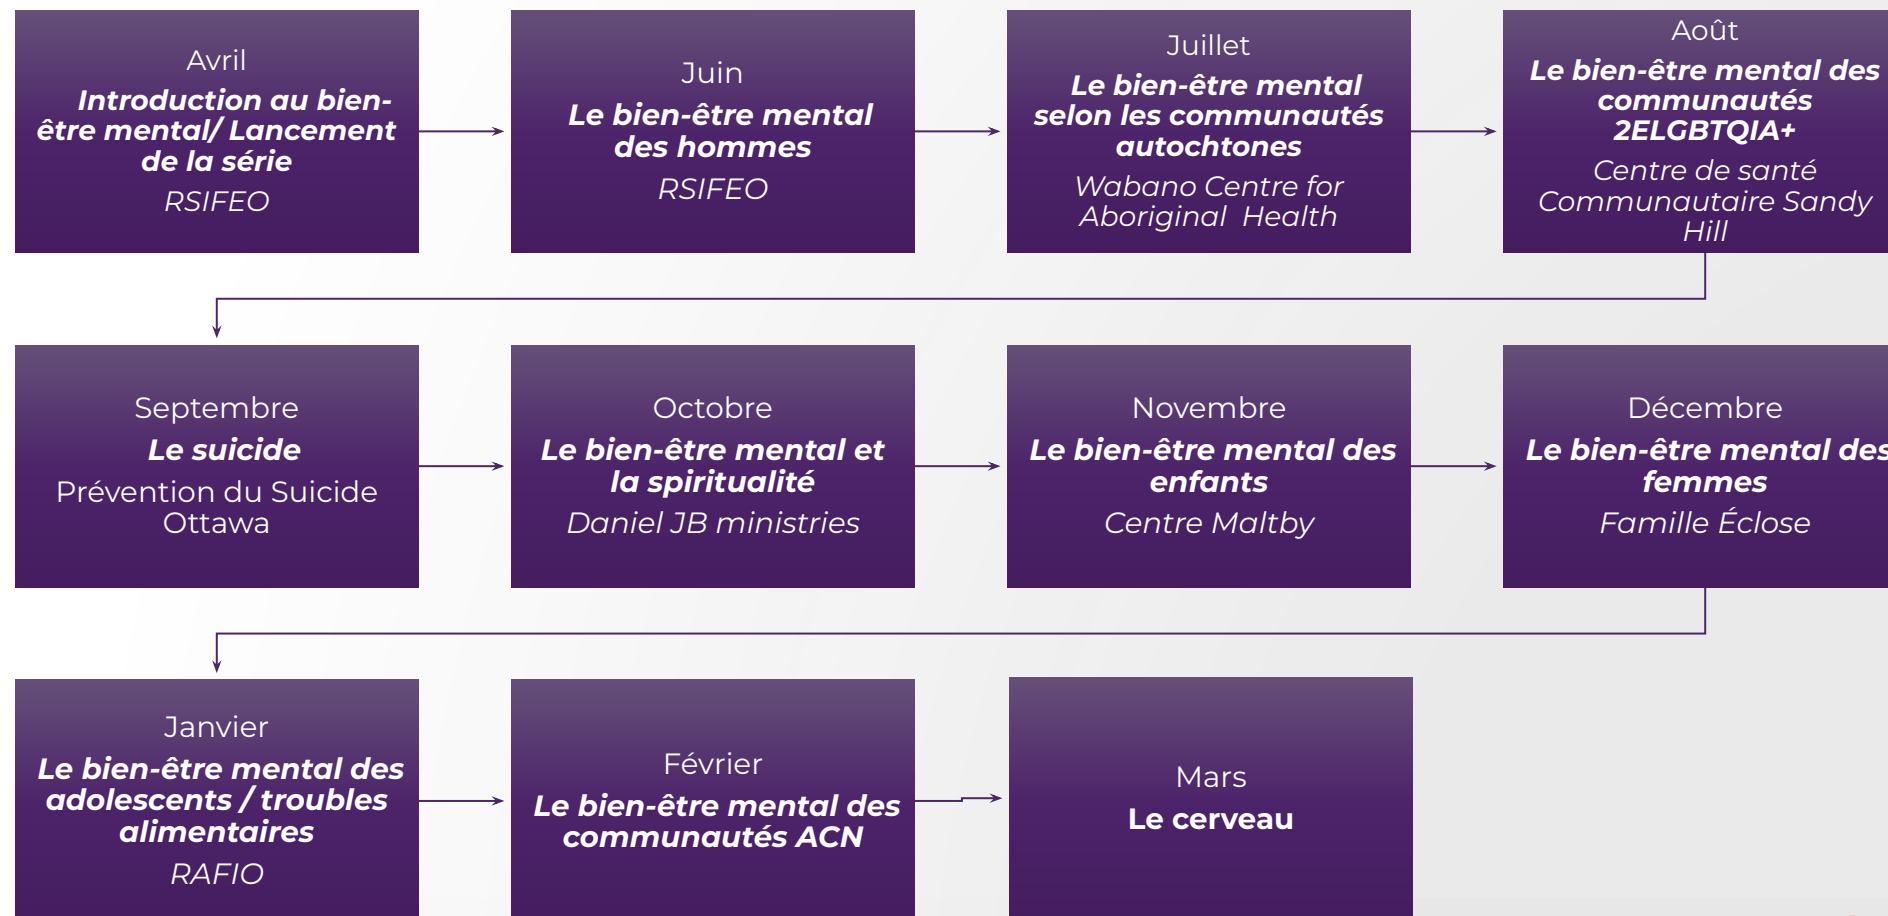 Avril
Introduction au bien-
être mental/ Lancement
de la série
RSIFEO
Juin
Le bien-être mental
des hommes
RSIFEO
Juillet
Le bien-être mental
selon les communautés
autochtones
Wabano Centre for
Aboriginal Health
Août
Le bien-être mental des
communautés
2ELGBTQIA+
Centre de santé
Communautaire Sandy
Hill
Septembre
Le suicide
Prévention du Suicide
Ottawa
Octobre
Le bien-être mental et
la spiritualité
Daniel JB ministries
Novembre
Le bien-être mental des
enfants
Centre Maltby
Décembre
Le bien-être mental des
femmes
Famille Éclose
Janvier
Le bien-être mental des
adolescents / troubles
alimentaires
RAFIO
Février
Le bien-être mental des
communautés ACN
Mars
Le cerveau